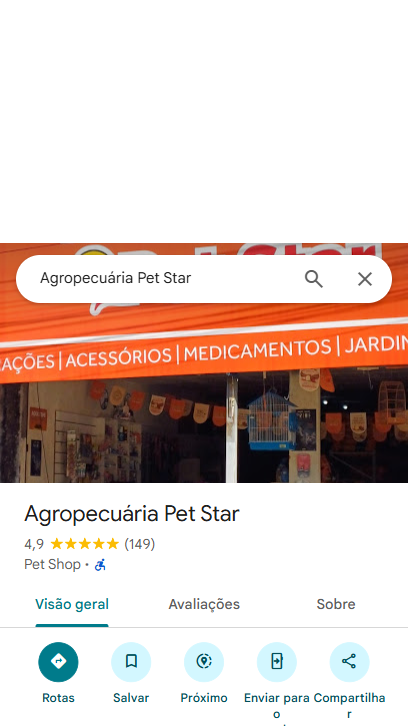 Agropecuária Pet Star
RAÇÕES | ACESSÓRIOS | MEDICAMENTOS | JARDIN
Agropecuária Pet Star
4,9 ★★★★★ (149)
Pet Shop ·
Visão geral Avaliações Sobre
Rotas Salvar Próximo Enviar para o Compartilhar